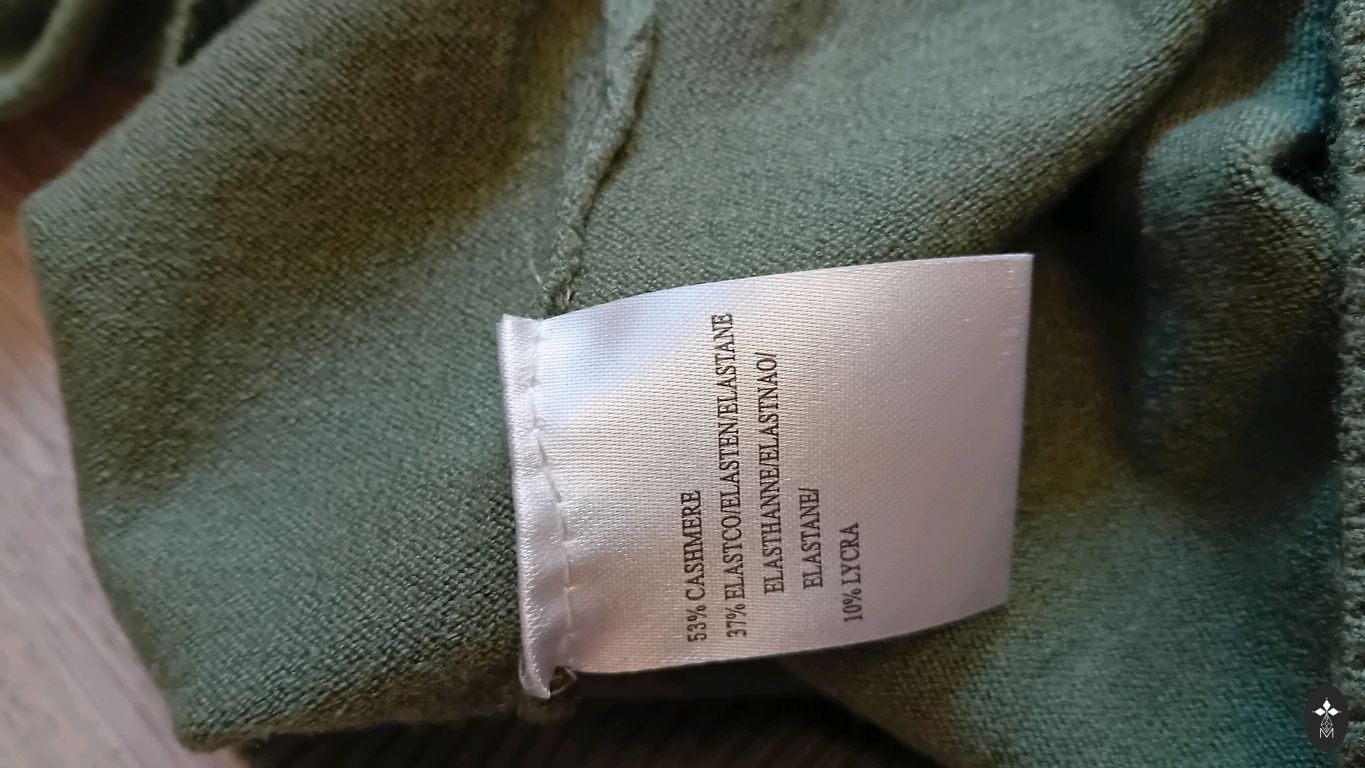 53% CASHMERE
37% ELASTCO/ELASTEN/ELASTANE
ELASTHANNE/ELASTNAO/
ELASTANE/
10% LYCRA
M